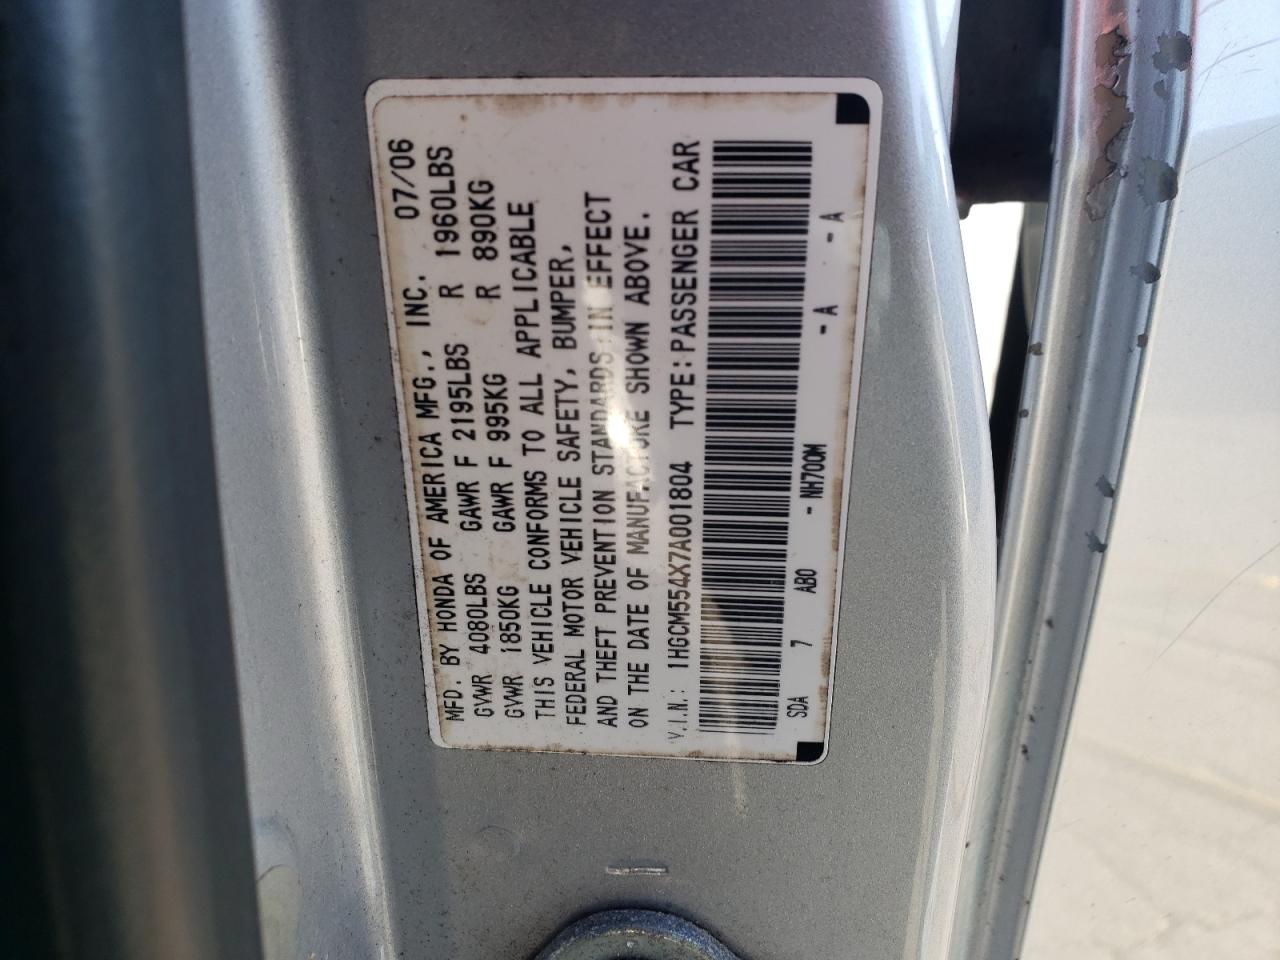 MFD. BY HONDA OF AMERICA MFG., INC. 07/06
GVWR 4080LBS GAWR F 2195LBS R 1960LBS
GVWR 1850KG GAWR F 995KG R 890KG
THIS VEHICLE CONFORMS TO ALL APPLICABLE
FEDERAL MOTOR VEHICLE SAFETY, BUMPER,
AND THEFT PREVENTION STANDARDS IN EFFECT
ON THE DATE OF MANUFACTURE SHOWN ABOVE.
V.I.N.: 1HGCM554X7A001804 TYPE:PASSENGER CAR
SDA 7 AB0 - NH700M - A - A